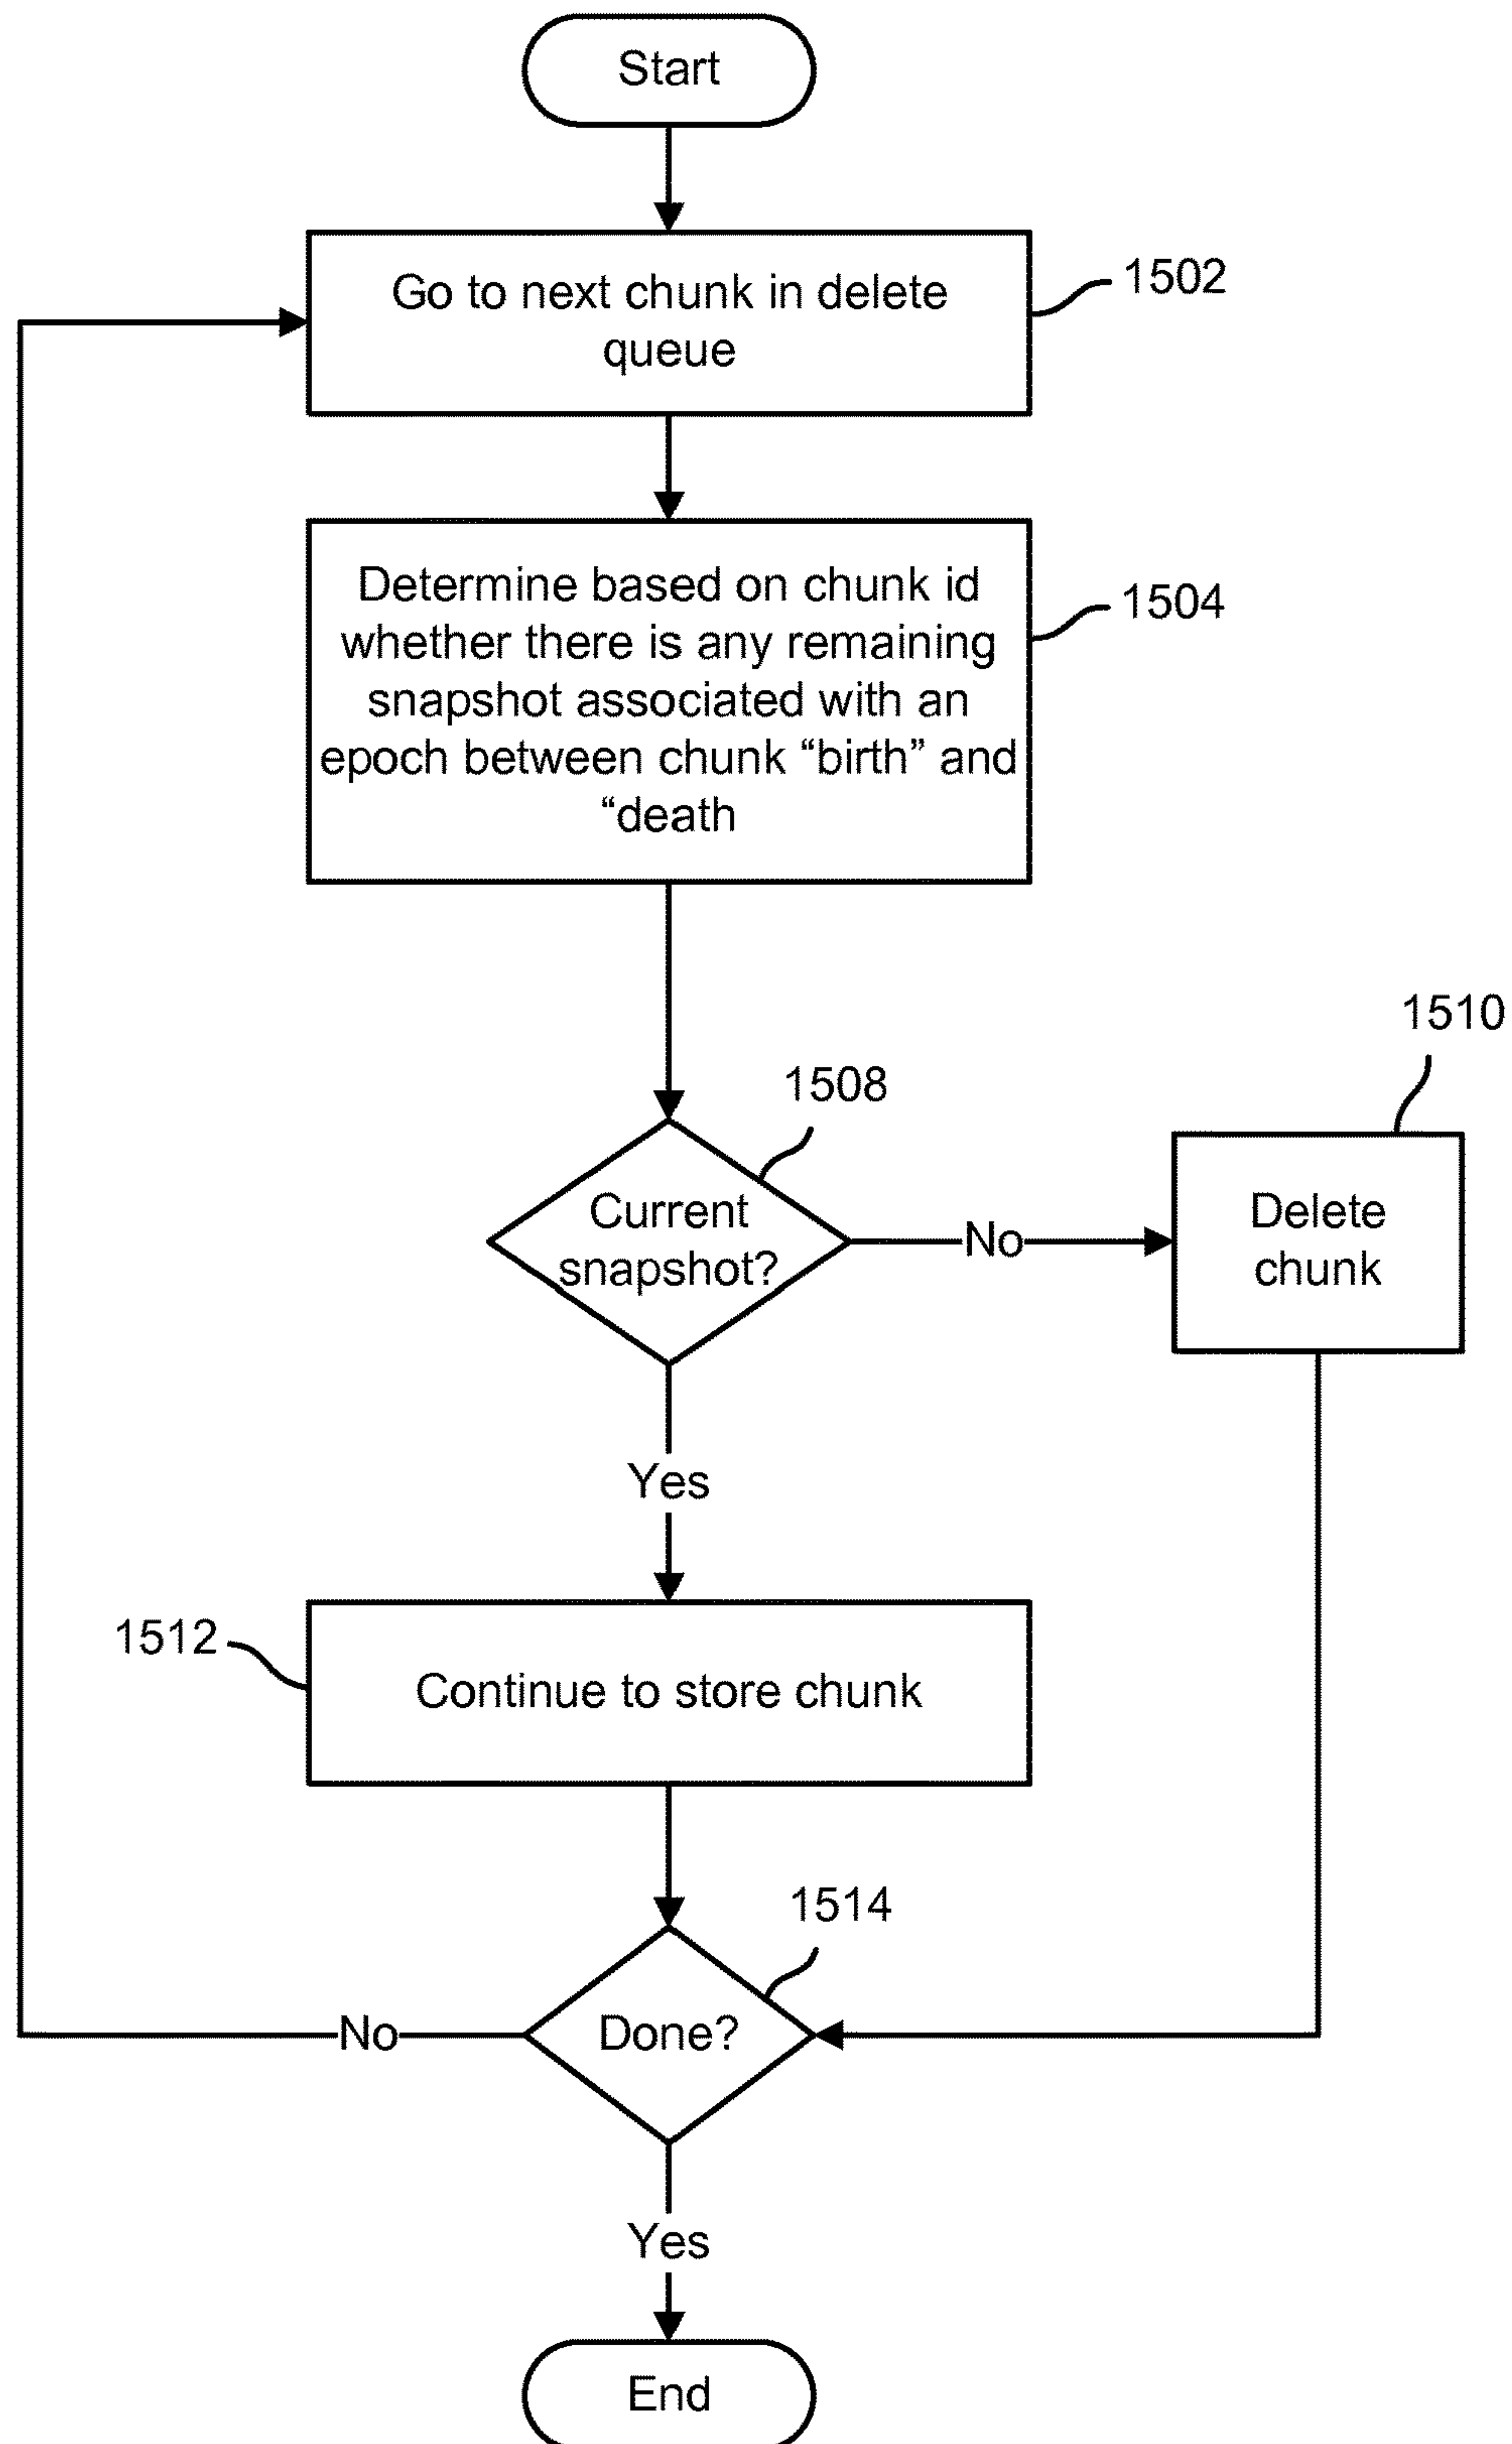 Start
Go to next chunk in delete
queue
1502
Determine based on chunk id
whether there is any remaining
snapshot associated with an
epoch between chunk “birth” and
“death
1504
1508
Current
snapshot?
No
1510
Delete
chunk
Yes
1512
Continue to store chunk
1514
Done?
No
Yes
End